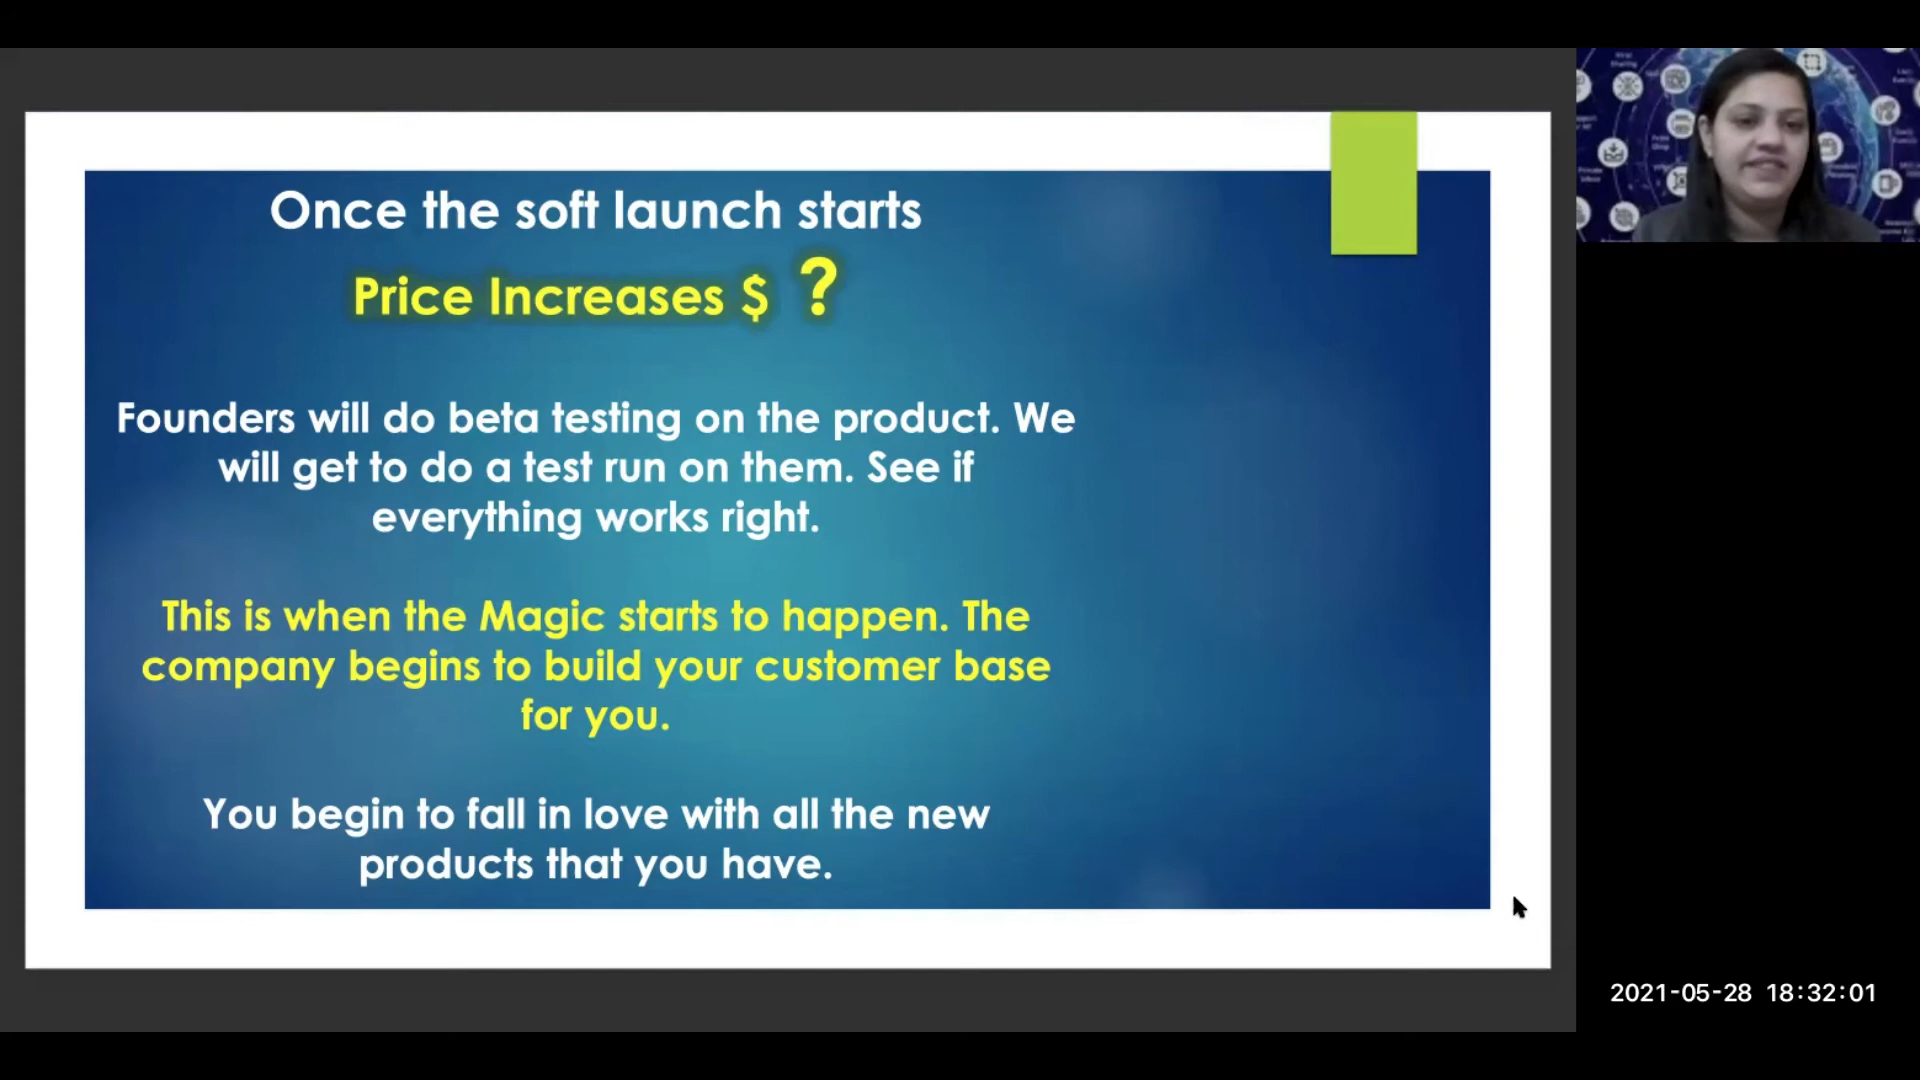 Once the soft launch starts
Price Increases $ ?
Founders will do beta testing on the product. We
will get to do a test run on them. See if
everything works right.
This is when the Magic starts to happen. The
company begins to build your customer base
for you.
You begin to fall in love with all the new
products that you have.
2021-05-28 18:32:01